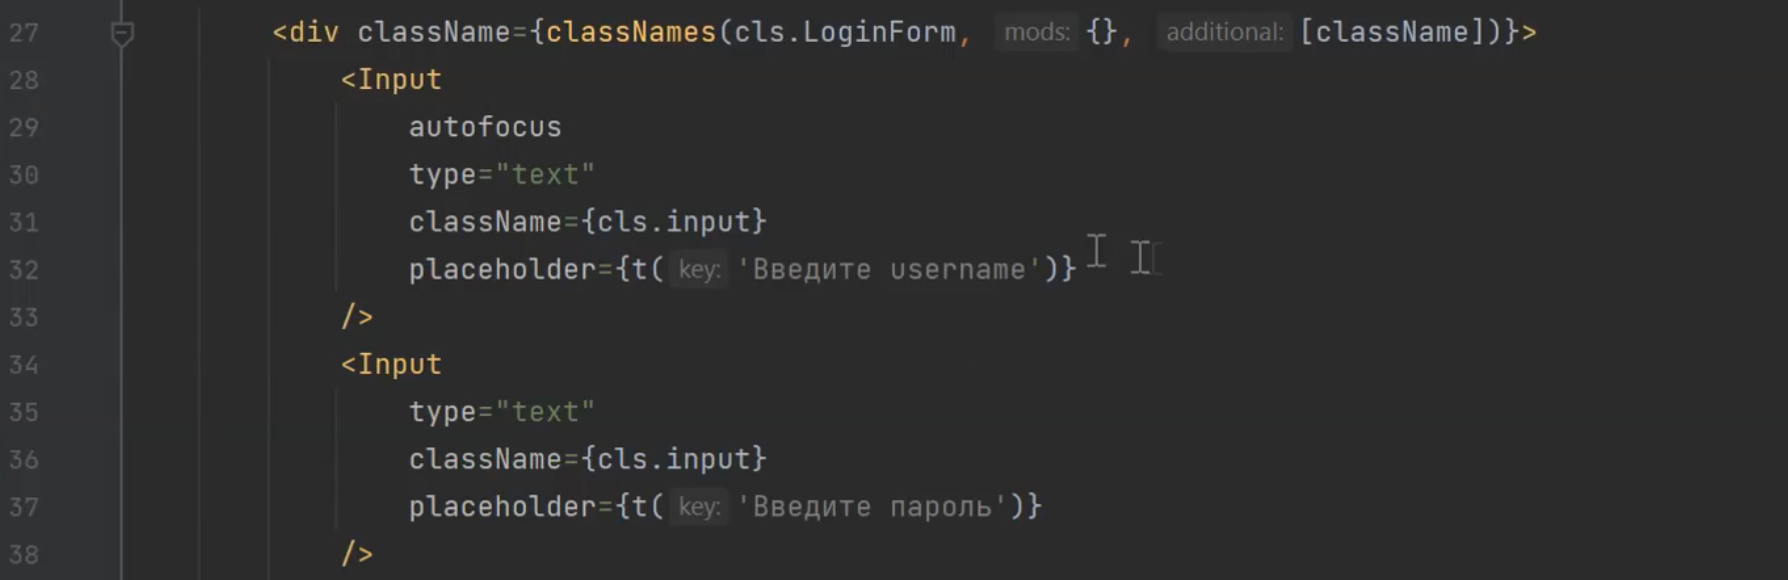 27 <div className={classNames(cls.LoginForm, mods: {}, additional: [className])}>
28 <Input
29 autofocus
30 type="text"
31 className={cls.input}
32 placeholder={t( key: 'Введите username')}
33 />
34 <Input
35 type="text"
36 className={cls.input}
37 placeholder={t( key: 'Введите пароль')}
38 />